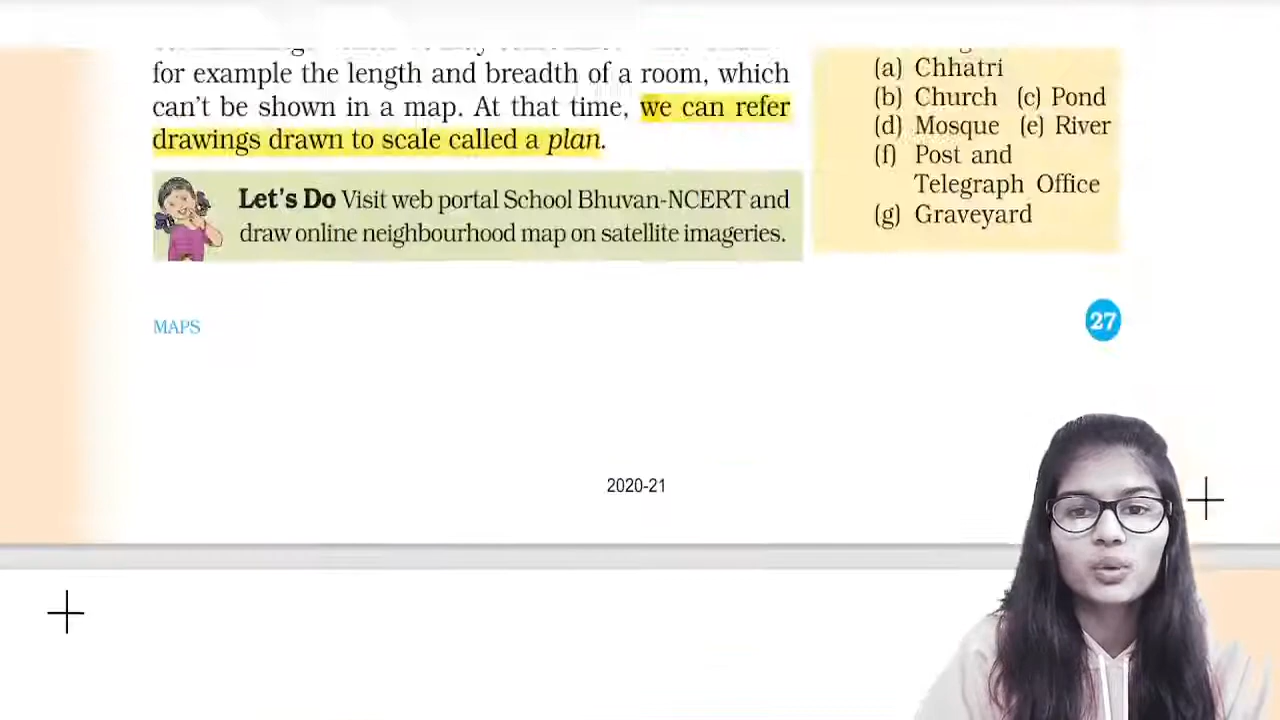 for example the length and breadth of a room, which
can't be shown in a map. At that time, we can refer
drawings drawn to scale called a plan.
Let's Do Visit web portal School Bhuvan-NCERT and
draw online neighbourhood map on satellite imageries.
(a) Chhatri
(b) Church (c) Pond
(d) Mosque (e) River
(f) Post and
Telegraph Office
(g) Graveyard
MAPS
27
2020-21